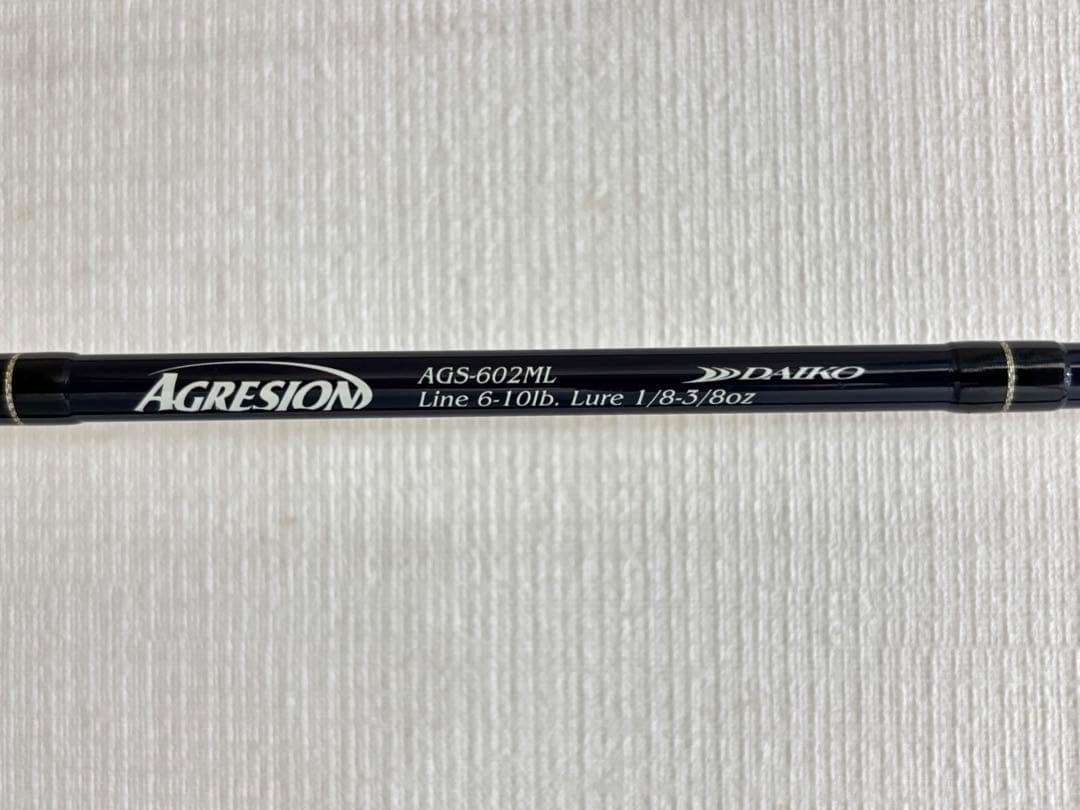 AGRESION
AGS-602ML
Line 6-10lb. Lure 1/8-3/8oz
DAIKO